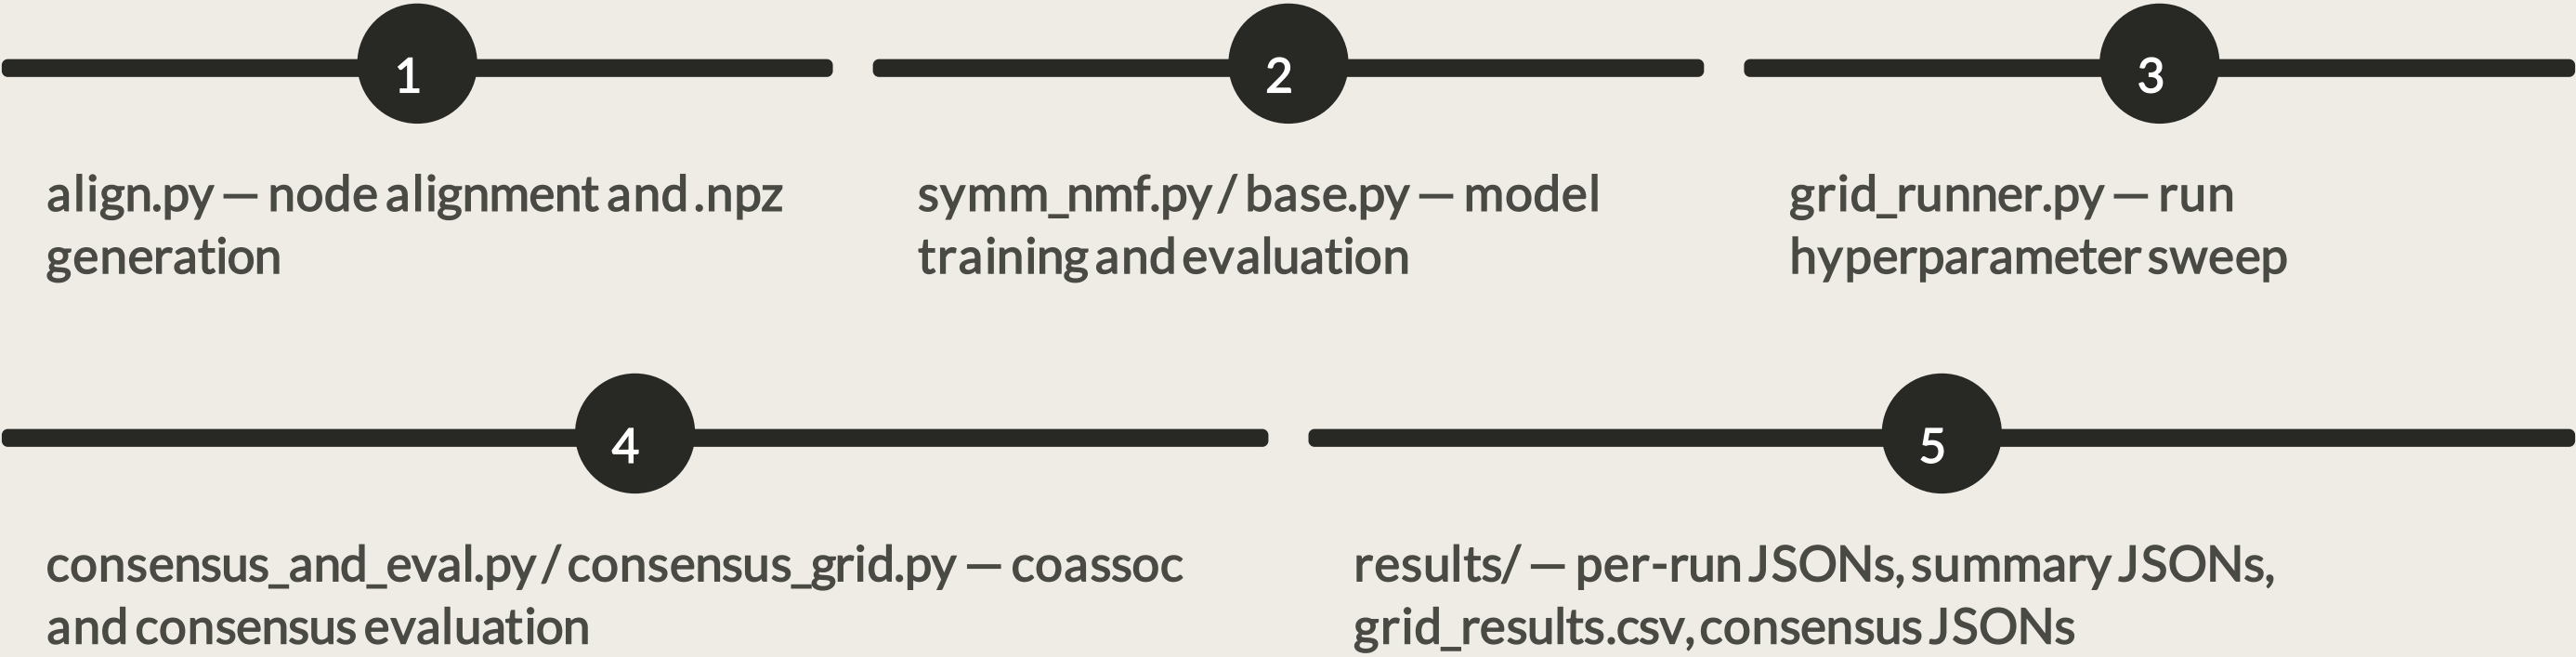 1
2
3
align.py — node alignment and .npz
generation
symm_nmf.py / base.py — model
training and evaluation
grid_runner.py — run
hyperparameter sweep
4
5
consensus_and_eval.py / consensus_grid.py — coassoc
and consensus evaluation
results/ — per-run JSONs, summary JSONs,
grid_results.csv, consensus JSONs